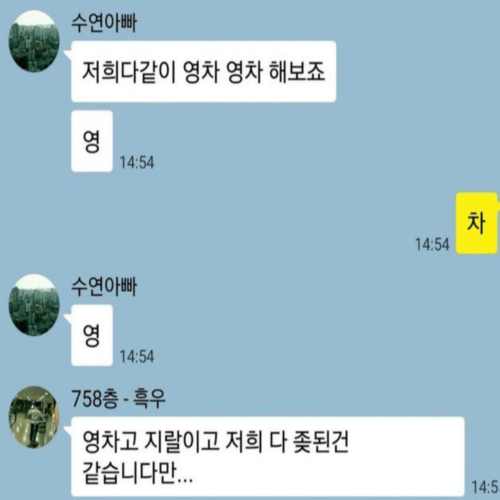 수연아빠
저희다같이 영차 영차 해보죠
영
14:54
차
14:54
수연아빠
영
14:54
758층 - 흑우
영차고 지랄이고 저희 다 좆된건
같습니다만...
14:5